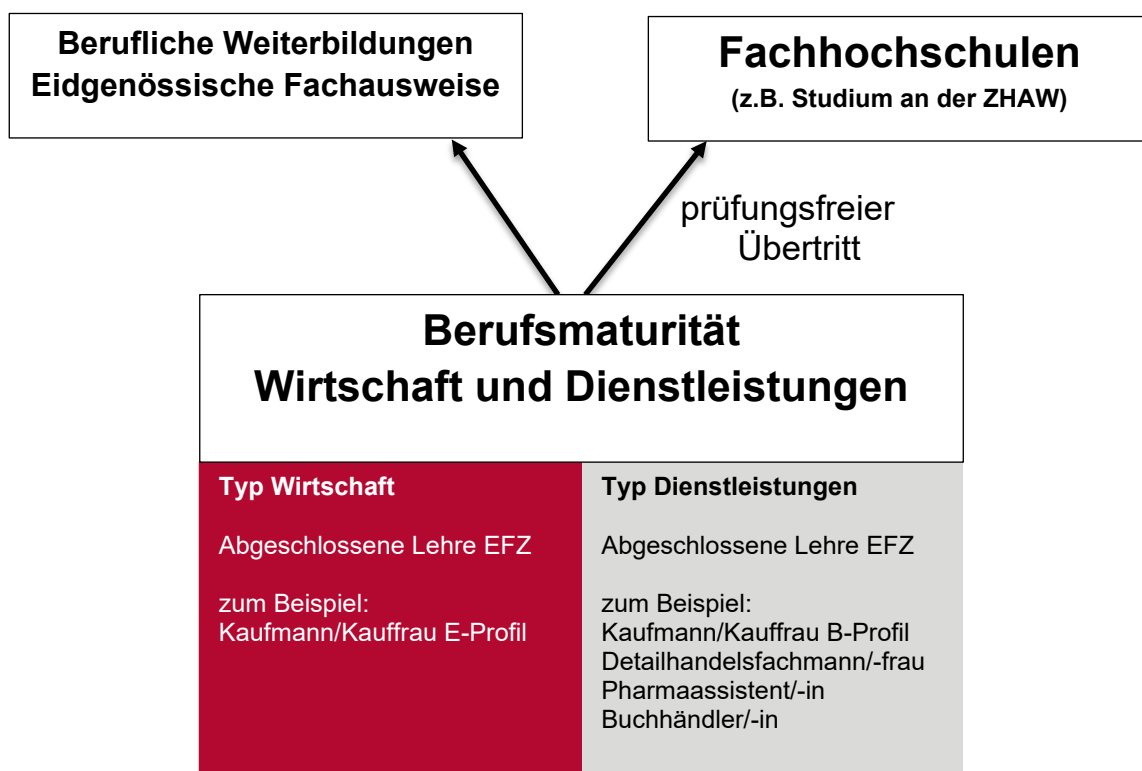 Berufliche Weiterbildungen
Eidgenössische Fachausweise
Fachhochschulen
(z.B. Studium an der ZHAW)
prüfungsfreier
Übertritt
Berufsmaturität
Wirtschaft und Dienstleistungen
Typ Wirtschaft
Abgeschlossene Lehre EFZ
zum Beispiel:
Kaufmann/Kauffrau E-Profil
Typ Dienstleistungen
Abgeschlossene Lehre EFZ
zum Beispiel:
Kaufmann/Kauffrau B-Profil
Detailhandelsfachmann/-frau
Pharmaassistent/-in
Buchhändler/-in